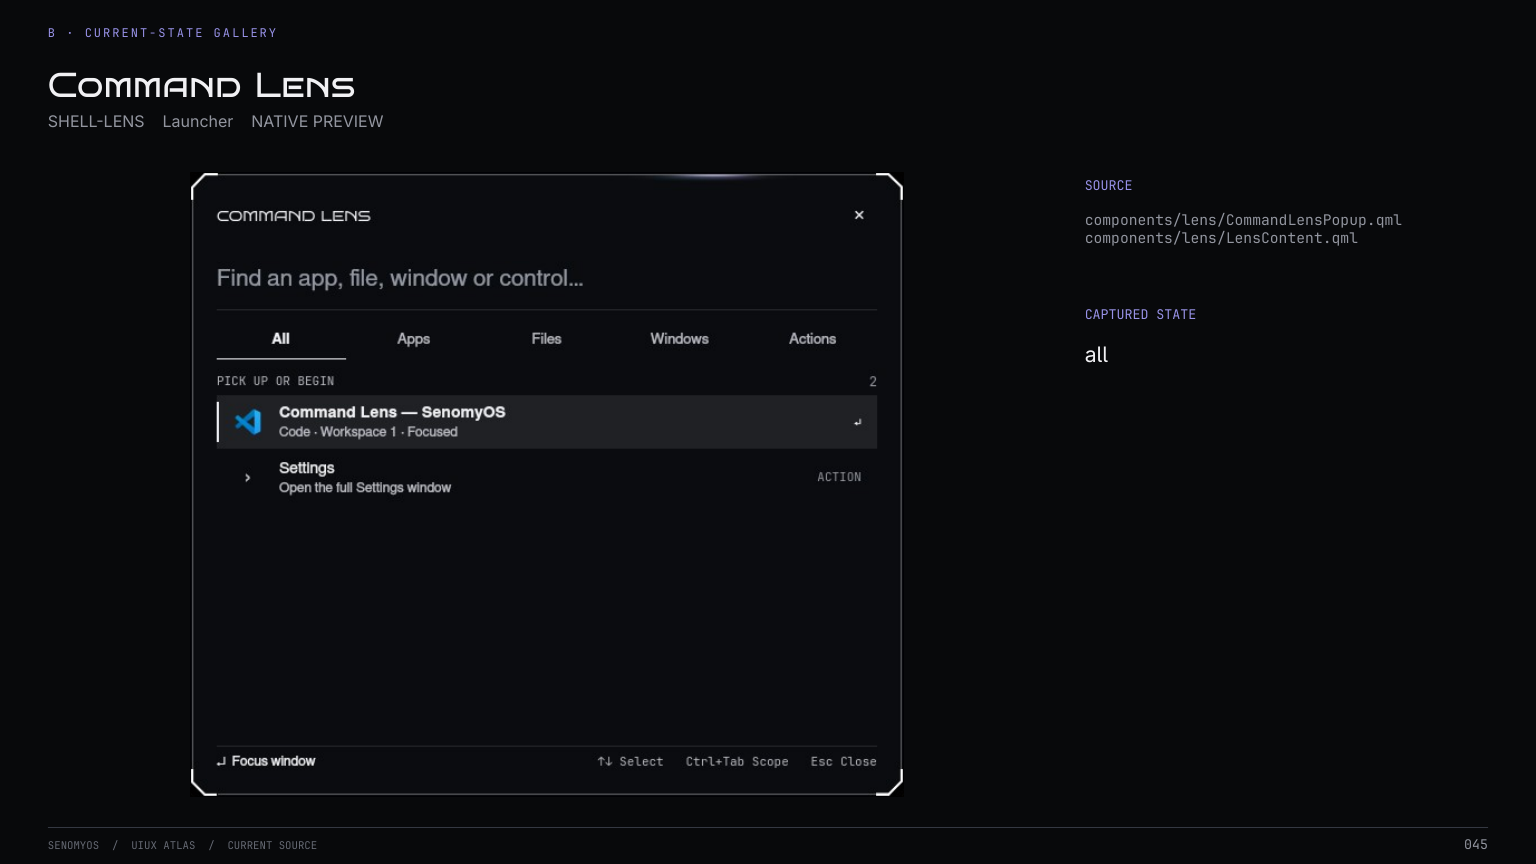 B · CURRENT-STATE GALLERY
Command Lens
SHELL-LENS Launcher NATIVE PREVIEW
COMMAND LENS ×
Find an app, file, window or control...
All Apps Files Windows Actions
PICK UP OR BEGIN 2
Command Lens — SenomyOS
Code · Workspace 1 · Focused ↵
› Settings
Open the full Settings window ACTION
↵ Focus window ↑↓ Select Ctrl+Tab Scope Esc Close
SOURCE
components/lens/CommandLensPopup.qml
components/lens/LensContent.qml
CAPTURED STATE
all
SENOMYOS / UIUX ATLAS / CURRENT SOURCE 045